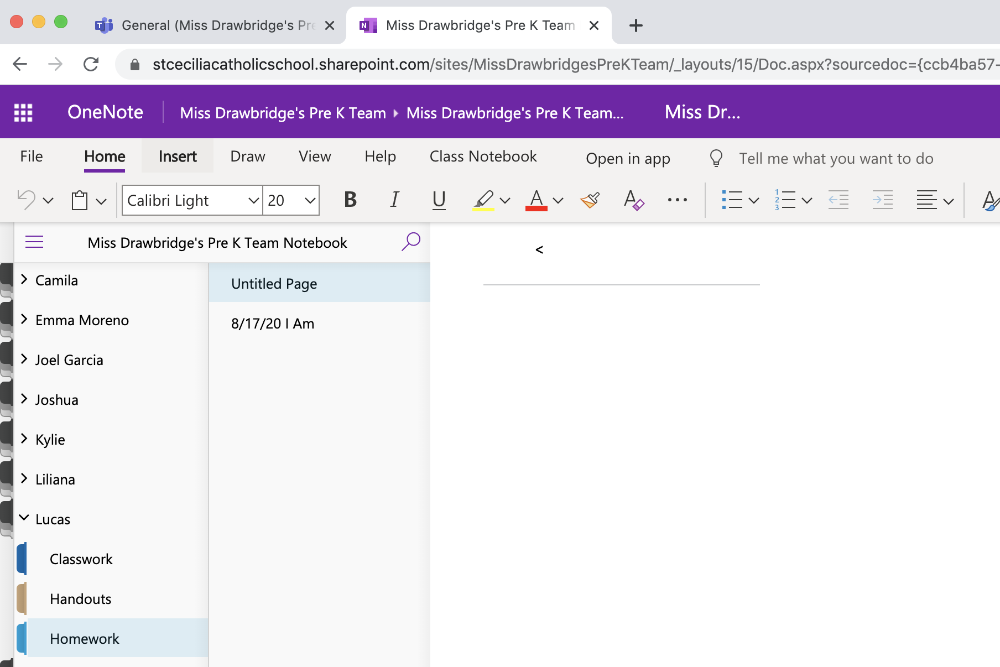 General (Miss Drawbridge's Pre
Miss Drawbridge's Pre K Team
stceciliacatholicschool.sharepoint.com/sites/MissDrawbridgesPreKTeam/_layouts/15/Doc.aspx?sourcedoc={ccb4ba57-
OneNote Miss Drawbridge's Pre K Team Miss Drawbridge's Pre K Team... Miss Dr...
File Home Insert Draw View Help Class Notebook Open in app Tell me what you want to do
Calibri Light 20 B I U A A
Miss Drawbridge's Pre K Team Notebook
<
Camila
Emma Moreno
Joel Garcia
Joshua
Kylie
Liliana
Lucas
Classwork
Handouts
Homework
Untitled Page
8/17/20 I Am